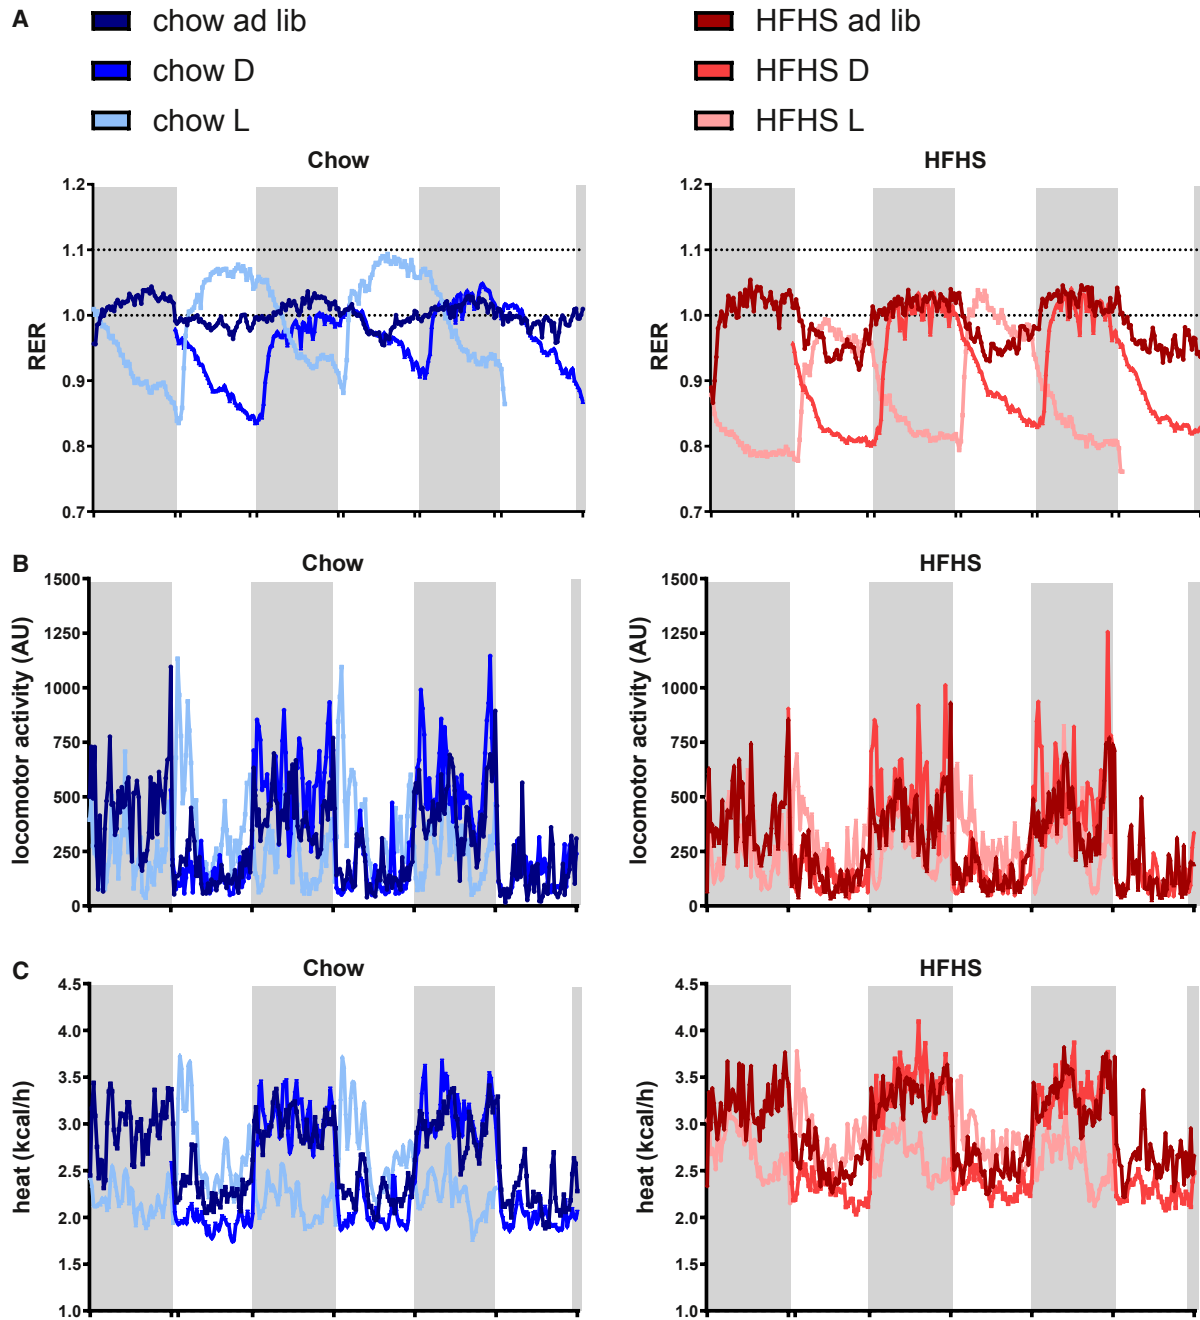 A
chow ad lib
chow D
chow L
HFHS ad lib
HFHS D
HFHS L
Chow
1.2
1.1
1.0
0.9
0.8
0.7
RER
HFHS
1.2
1.1
1.0
0.9
0.8
0.7
RER
B
Chow
1500
1250
1000
750
500
250
0
locomotor activity (AU)
HFHS
1500
1250
1000
750
500
250
0
locomotor activity (AU)
C
Chow
4.5
4.0
3.5
3.0
2.5
2.0
1.5
1.0
heat (kcal/h)
HFHS
4.5
4.0
3.5
3.0
2.5
2.0
1.5
1.0
heat (kcal/h)